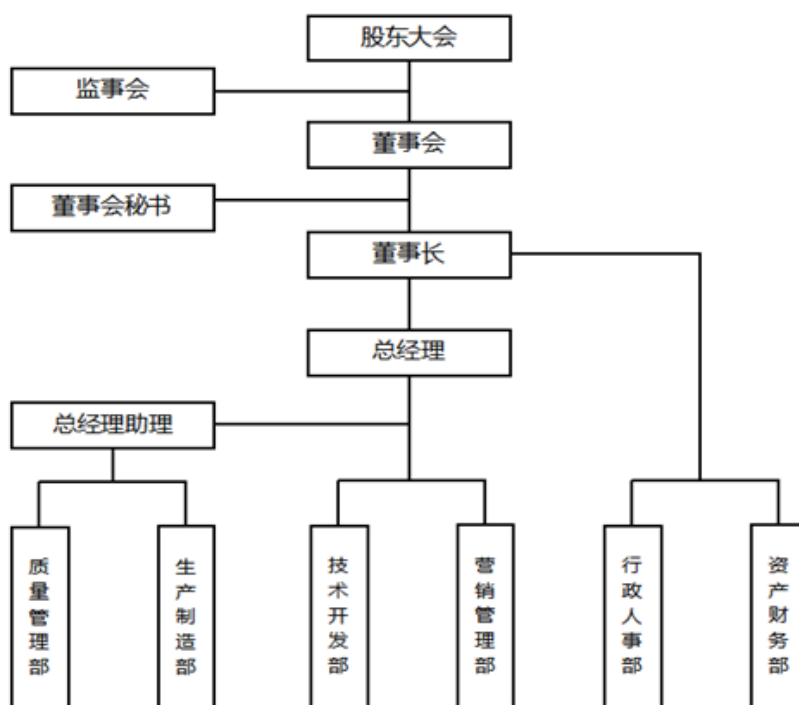 股东大会
监事会
董事会
董事会秘书
董事长
总经理
总经理助理
质量管理部
生产制造部
技术开发部
营销管理部
行政人事部
资产财务部